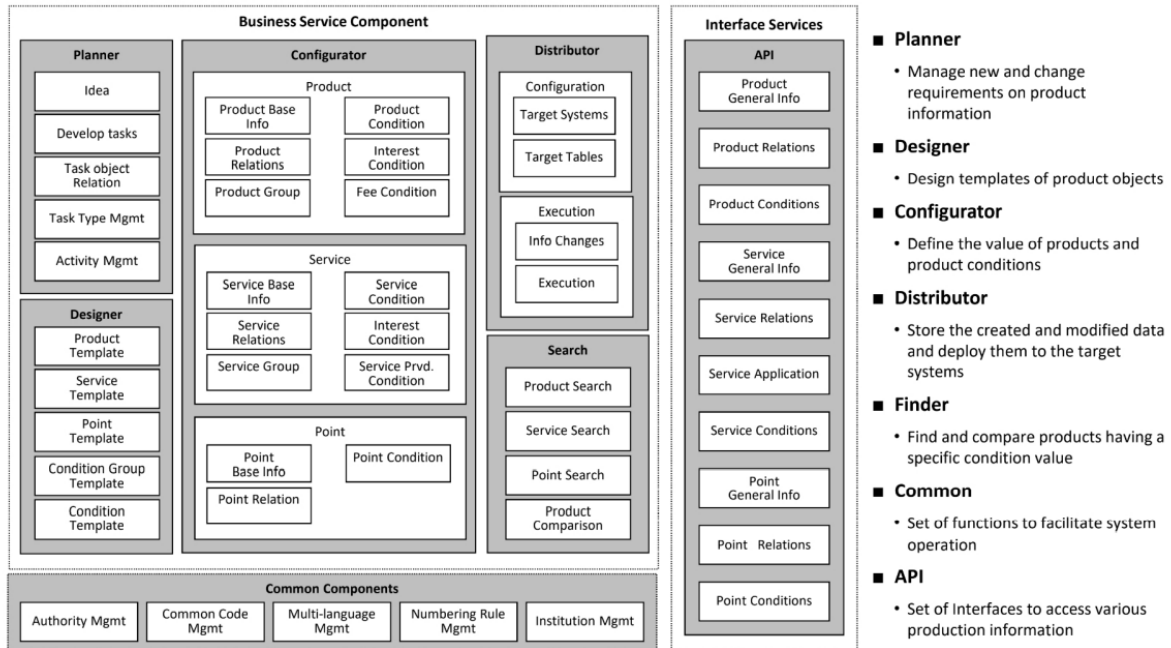 Business Service Component
Planner
Idea
Develop tasks
Task object
Relation
Task Type Mgmt
Activity Mgmt
Designer
Product
Template
Service
Template
Point
Template
Condition Group
Template
Condition
Template
Configurator
Product
Product Base
Info
Product
Condition
Product
Relations
Interest
Condition
Product Group
Fee Condition
Service
Service Base
Info
Service
Condition
Service
Relations
Interest
Condition
Service Group
Service Prvd.
Condition
Point
Point
Base Info
Point Condition
Point Relation
Distributor
Configuration
Target Systems
Target Tables
Execution
Info Changes
Execution
Search
Product Search
Service Search
Point Search
Product
Comparison
Common Components
Authority Mgmt
Common Code
Mgmt
Multi-language
Mgmt
Numbering Rule
Mgmt
Institution Mgmt
Interface Services
API
Product
General Info
Product Relations
Product Conditions
Service
General Info
Service Relations
Service Application
Service Conditions
Point
General Info
Point Relations
Point Conditions
■ Planner
• Manage new and change
requirements on product
information
■ Designer
• Design templates of product objects
■ Configurator
• Define the value of products and
product conditions
■ Distributor
• Store the created and modified data
and deploy them to the target
systems
■ Finder
• Find and compare products having a
specific condition value
■ Common
• Set of functions to facilitate system
operation
■ API
• Set of Interfaces to access various
production information